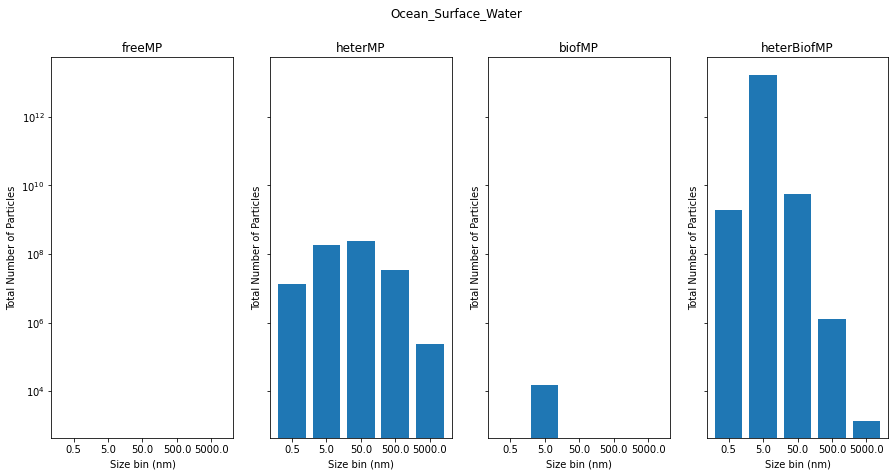 Ocean_Surface_Water
freeMP
heterMP
biofMP
heterBiofMP
Total Number of Particles
10^12
10^10
10^8
10^6
10^4
0.5 5.0 50.0 500.0 5000.0
Size bin (nm)
Total Number of Particles
0.5 5.0 50.0 500.0 5000.0
Size bin (nm)
Total Number of Particles
0.5 5.0 50.0 500.0 5000.0
Size bin (nm)
Total Number of Particles
0.5 5.0 50.0 500.0 5000.0
Size bin (nm)